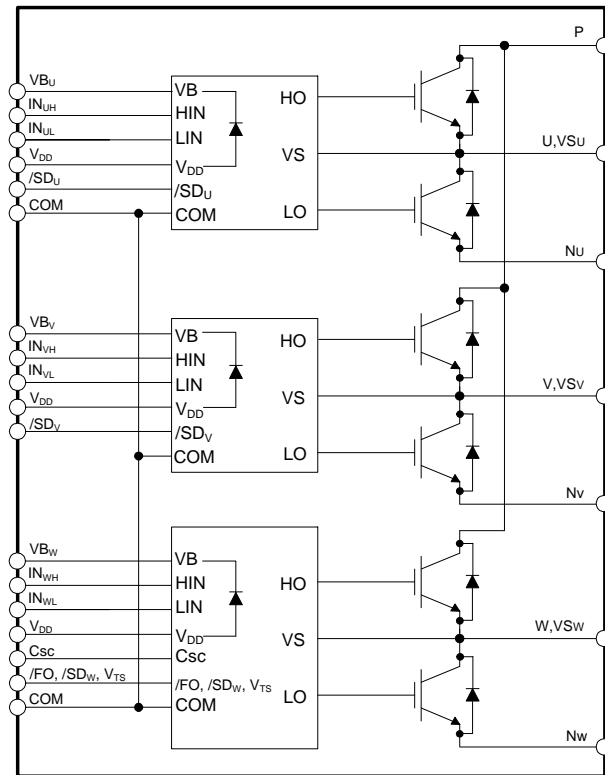 P
VBU
VB
INUH
HIN
HO
INUL
LIN
VDD
VDD
VS
U,VSU
/SDU
/SDU
COM
COM
LO
NU
VBV
VB
INVH
HIN
HO
INVL
LIN
VDD
VDD
VS
V,VSV
/SDV
/SDV
COM
LO
NV
VBW
VB
INWH
HIN
HO
INWL
LIN
VDD
VDD
VS
W,VSW
Csc
Csc
/FO, /SDW, VTS
/FO, /SDW, VTS
LO
COM
COM
NW